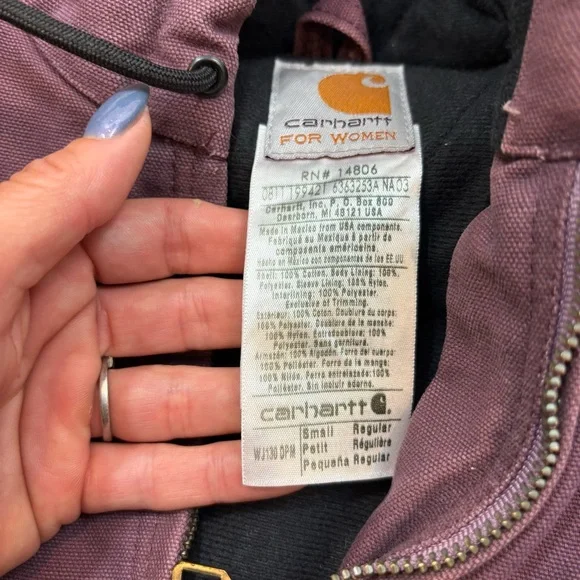 carhartt
FOR WOMEN
RN# 14806
0811 199421 6363253A NA03
Carhartt, Inc. P. O. BOX 600
Dearborn, MI 48121 USA
Made in Mexico from USA components.
Fabriqué au Mexique à partir de
composants américains.
Hecho en México con componentes de los EE.UU.
Shell: 100% Cotton. Body Lining: 100%
Polyester. Sleeve Lining: 100% Nylon.
Interlining: 100% Polyester.
Exclusive of Trimming.
Extérieur: 100% Coton. Doublure du corps:
100% Polyester. Doublure de la manche:
100% Nylon. Entredoublure: 100%
Polyester. Sans garniture.
Armazón: 100% Algodón. Forro del cuerpo:
100% Poliéster. Forro de la manga:
100% Nilón. Forro entrelazado: 100%
Poliéster. Sin incluir adorno.
carhartt
WJ130 DPM
Small Regular
Petit Régulière
Pequeña Regular